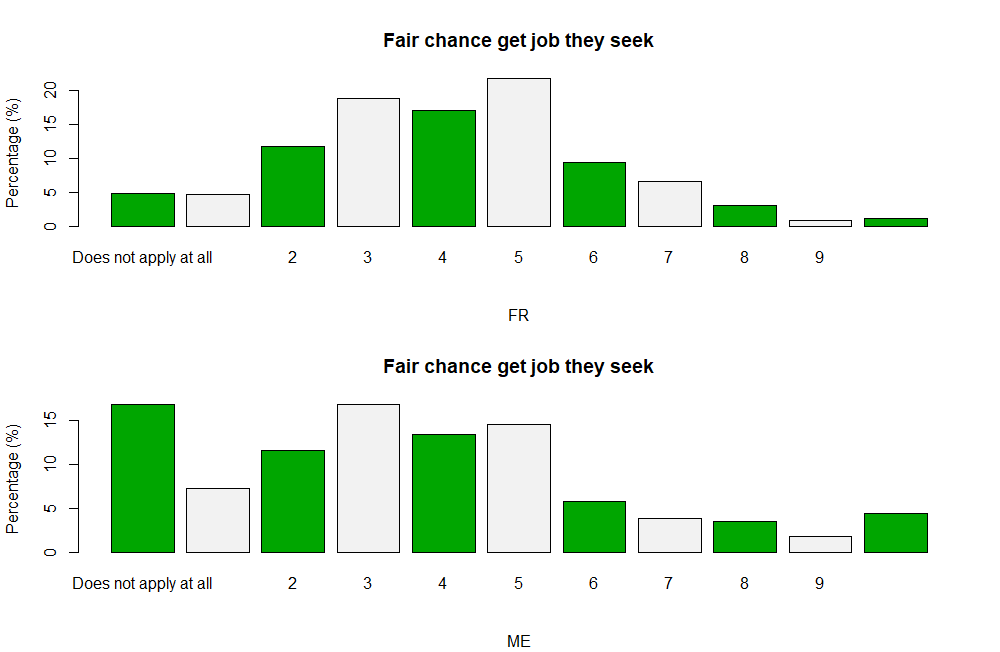 Fair chance get job they seek
Percentage (%)
20
15
10
5
0
Does not apply at all 2 3 4 5 6 7 8 9
FR
Fair chance get job they seek
Percentage (%)
15
10
5
0
Does not apply at all 2 3 4 5 6 7 8 9
ME